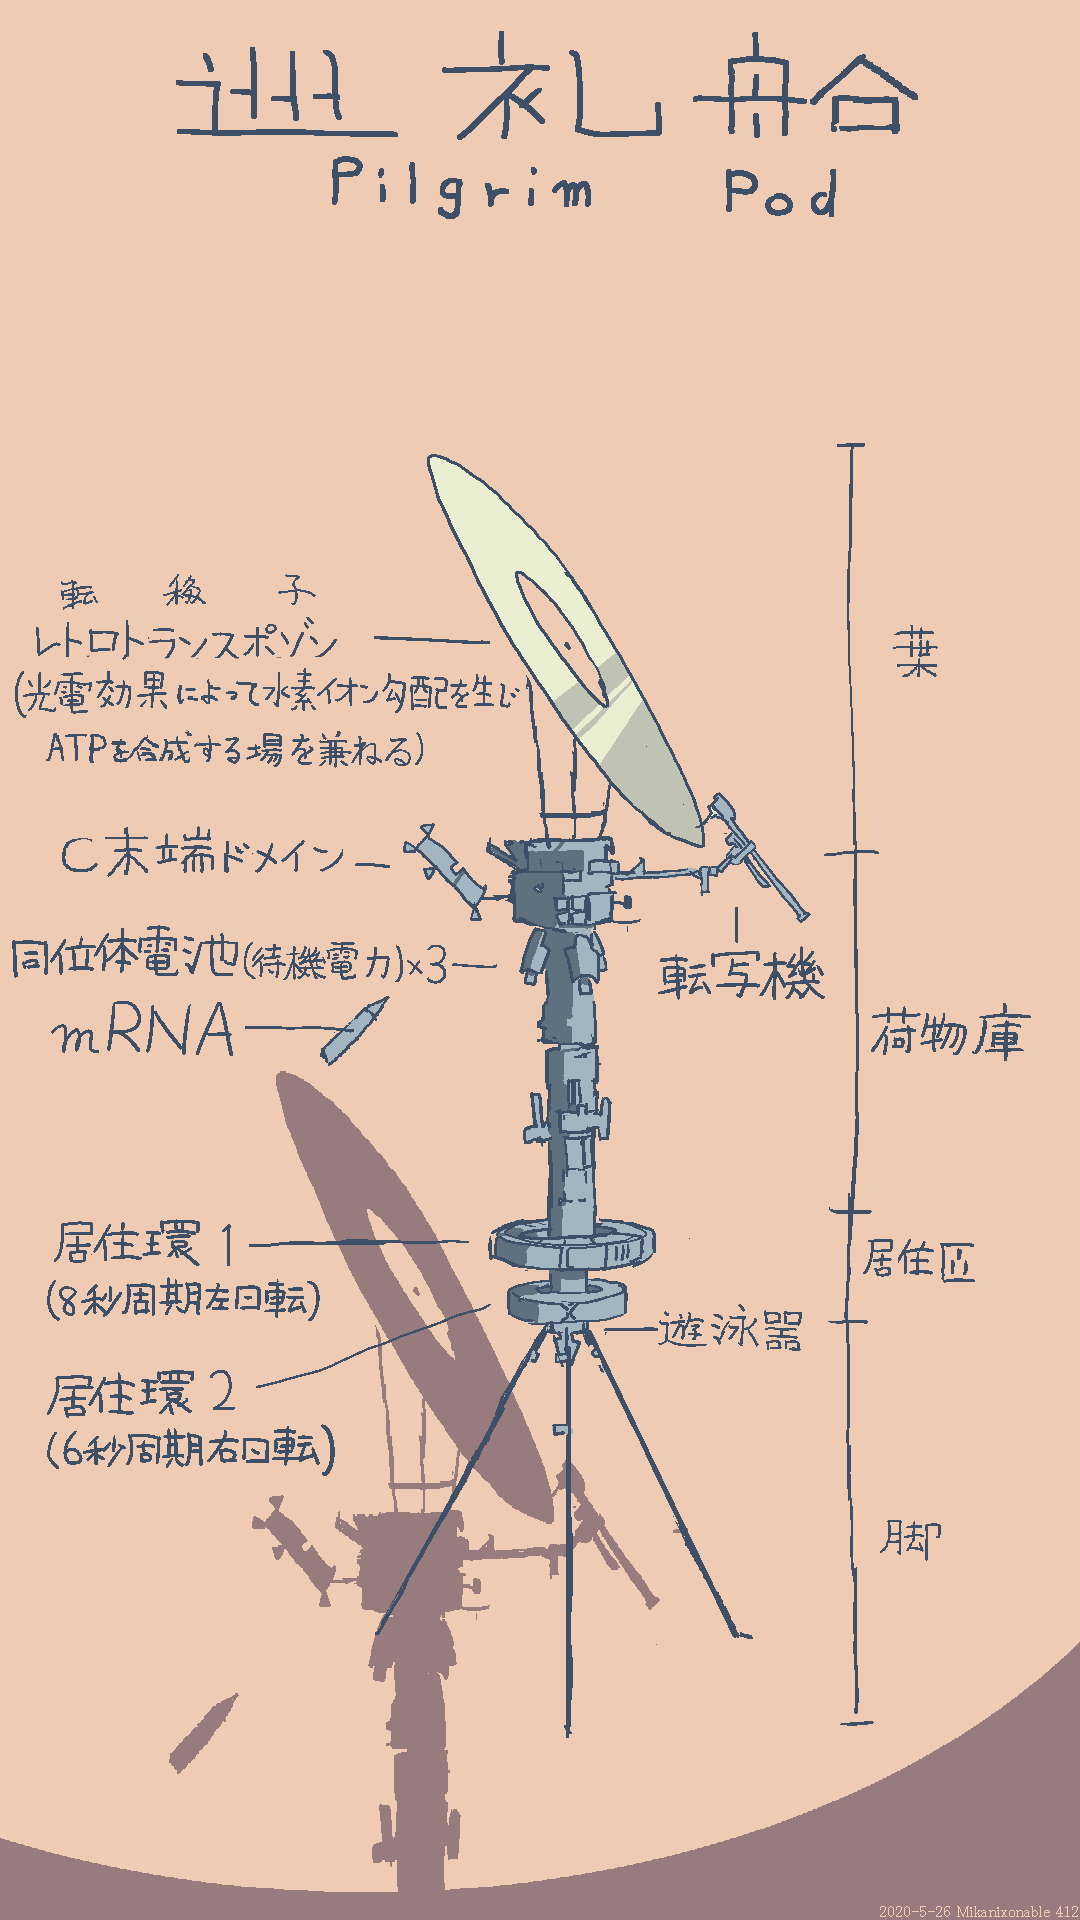 巡礼舟合
Pilgrim Pod
転移子
レトロトランスポゾン
(光電効果によって水素イオン勾配を生じ
ATPを合成する場を兼ねる)
葉
C末端ドメイン
同位体電池(待機電力)×3
転写機
mRNA
荷物庫
居住環1
(8秒周期左回転)
居住区
遊泳器
居住環2
(6秒周期右回転)
脚
2020-5-26 Mikanixonable 412